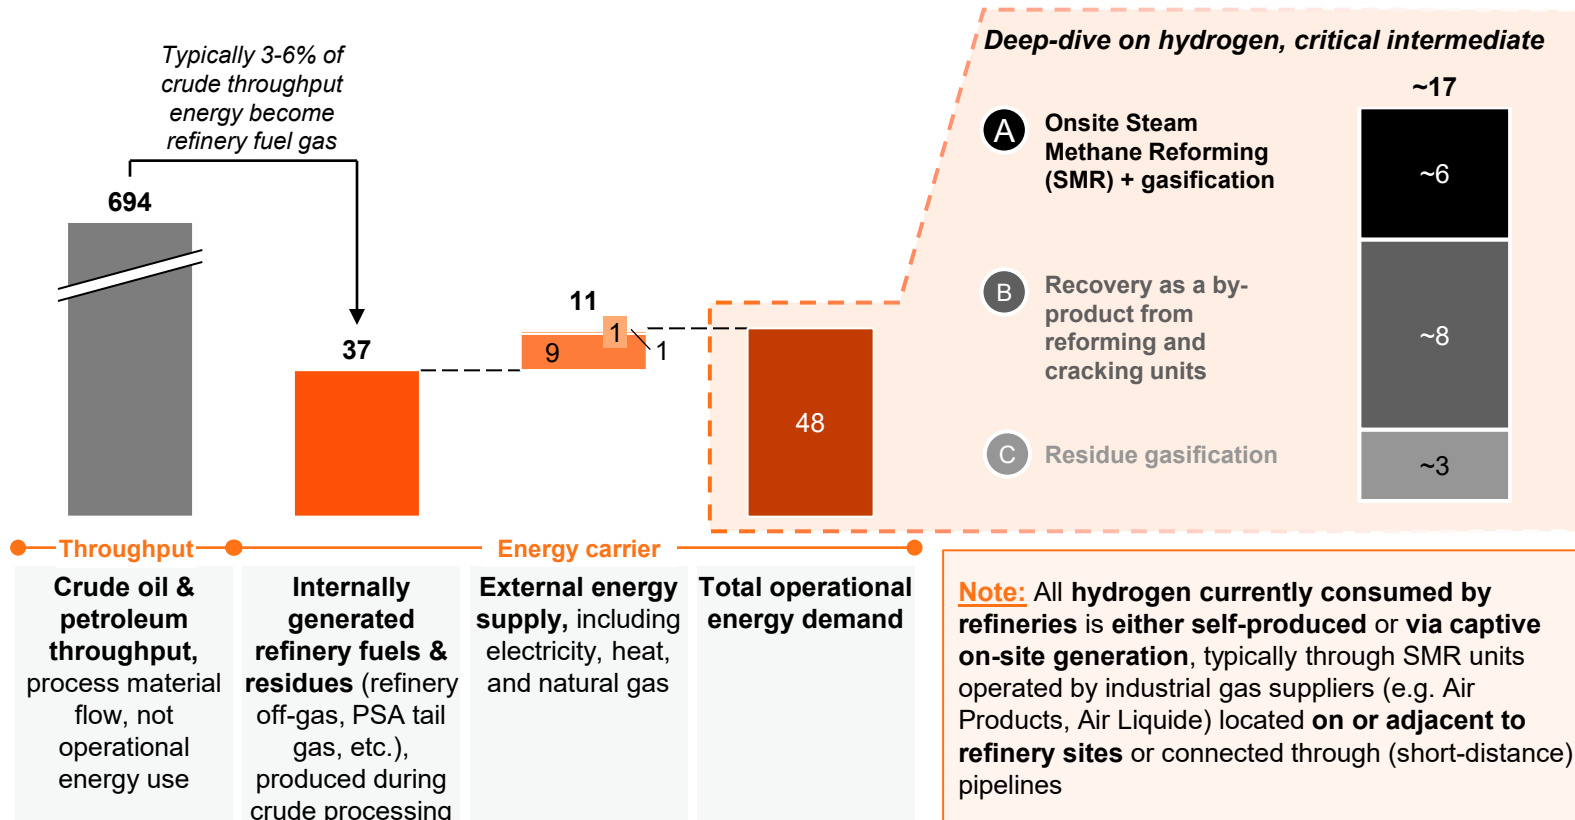 Typically 3-6% of
crude throughput
energy become
refinery fuel gas
694
37
11
9
1
1
48
Deep-dive on hydrogen, critical intermediate
~17
A
Onsite Steam
Methane Reforming
(SMR) + gasification
~6
B
Recovery as a by-
product from
reforming and
cracking units
~8
C
Residue gasification
~3
Throughput
Energy carrier
Crude oil &
petroleum
throughput,
process material
flow, not
operational
energy use
Internally
generated
refinery fuels &
residues (refinery
off-gas, PSA tail
gas, etc.),
produced during
crude processing
External energy
supply, including
electricity, heat,
and natural gas
Total operational
energy demand
Note: All hydrogen currently consumed by
refineries is either self-produced or via captive
on-site generation, typically through SMR units
operated by industrial gas suppliers (e.g. Air
Products, Air Liquide) located on or adjacent to
refinery sites or connected through (short-distance)
pipelines